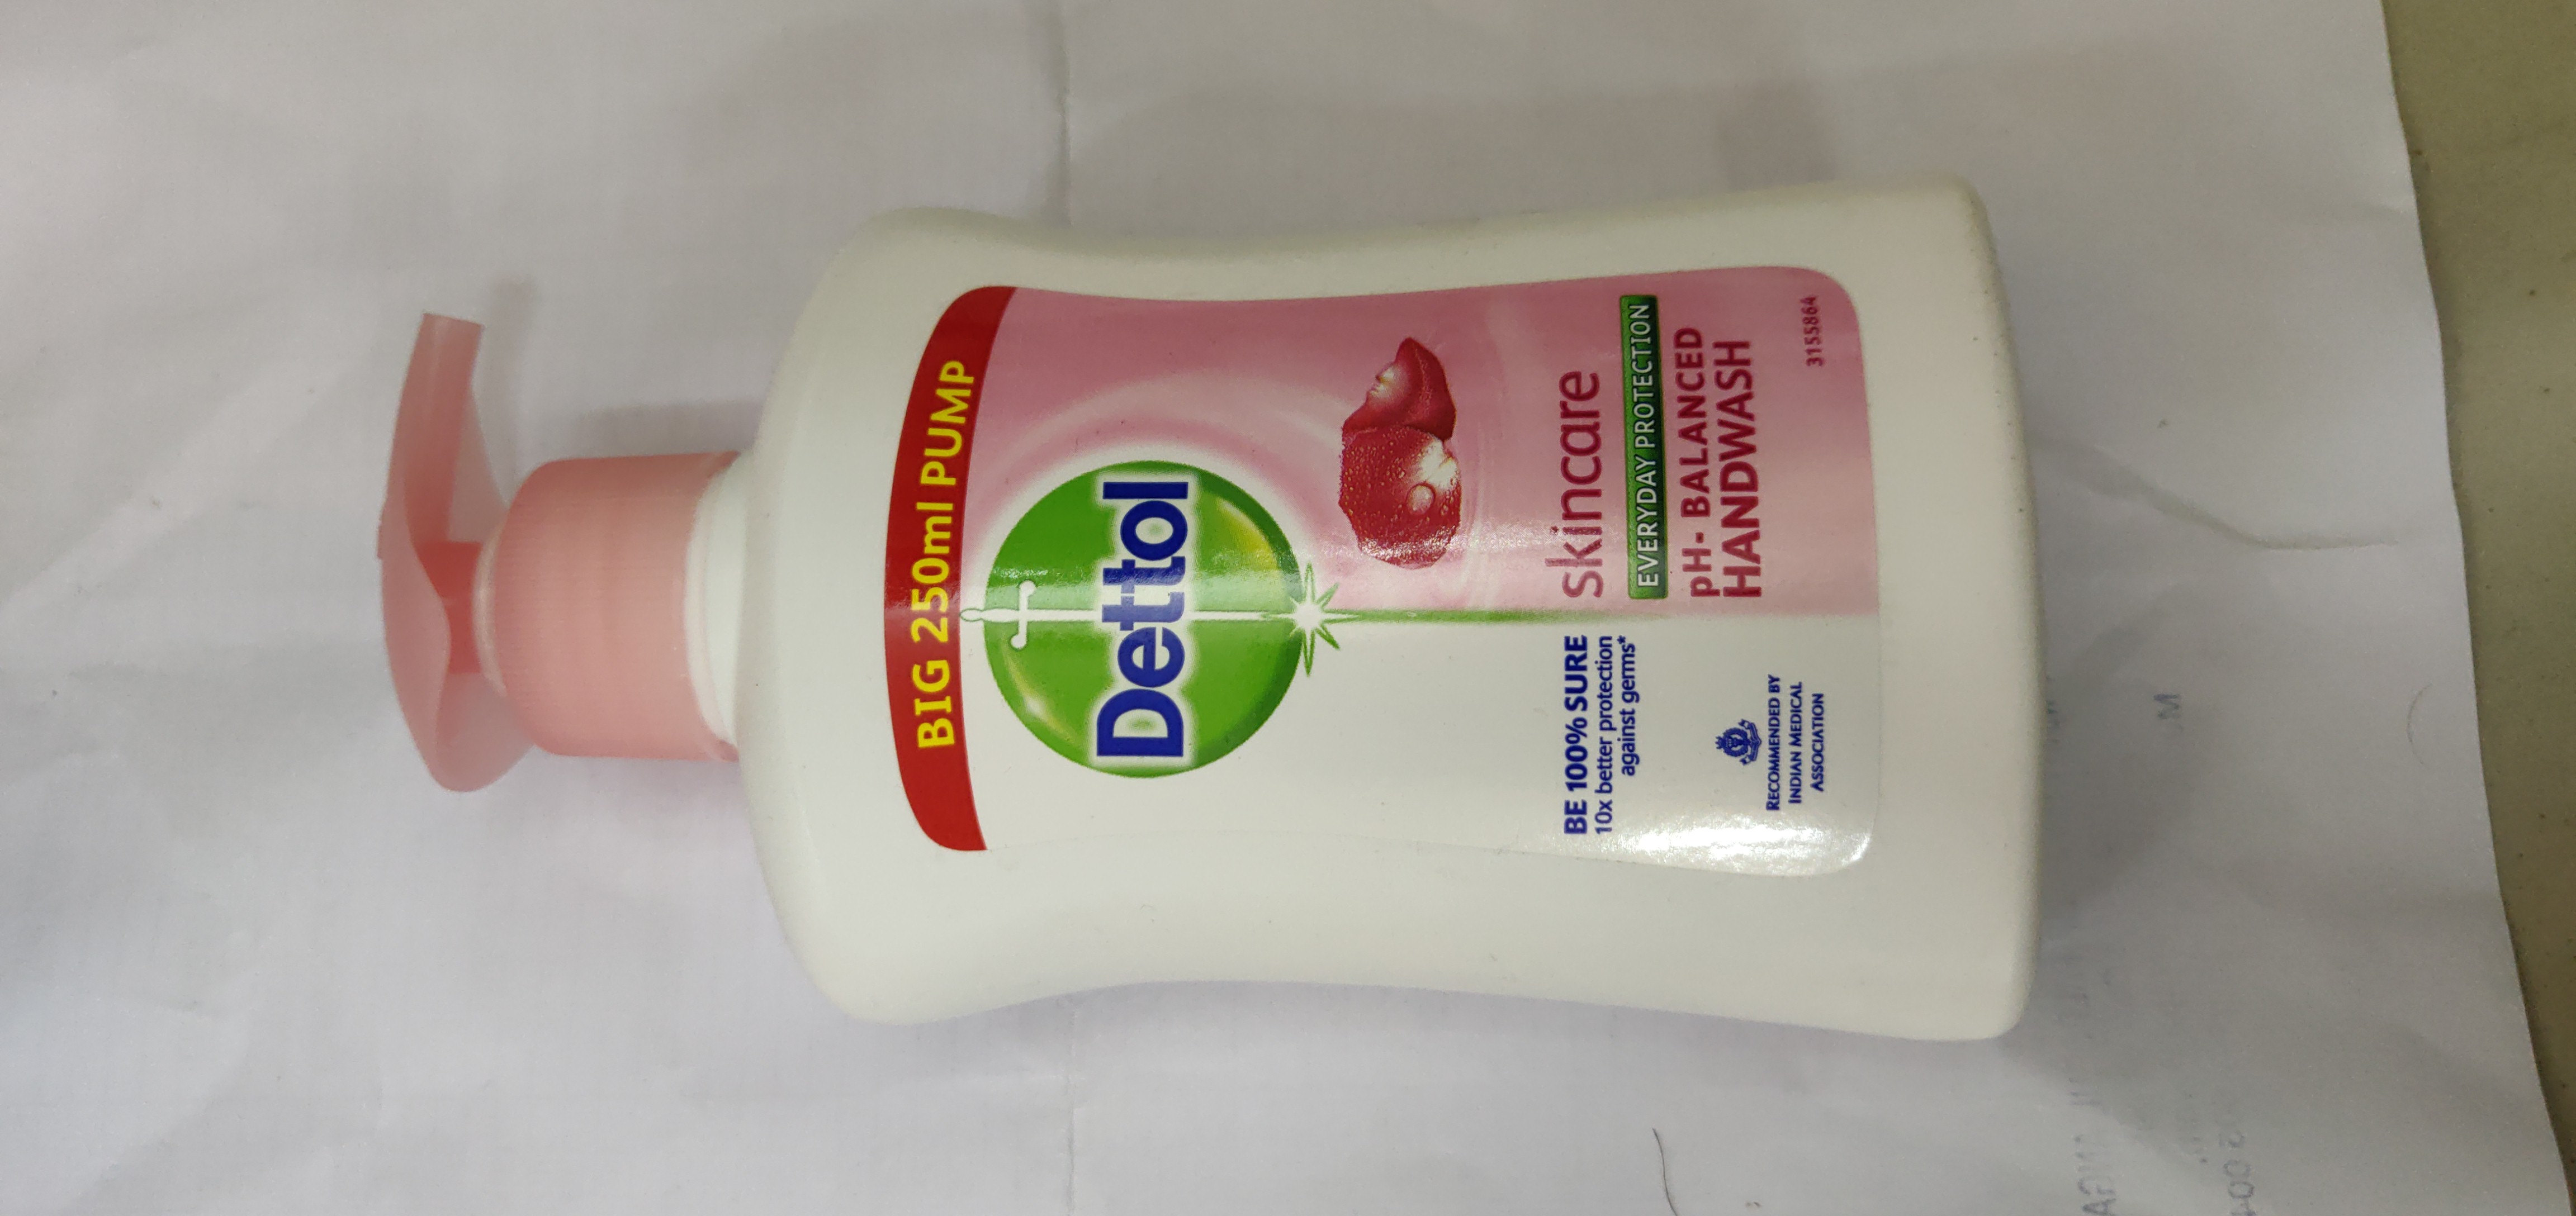 BIG 250ml PUMP
Dettol
BE 100% SURE
10x better protection
against germs*
RECOMMENDED BY
INDIAN MEDICAL
ASSOCIATION
skincare
EVERYDAY PROTECTION
pH- BALANCED
HANDWASH
3155864